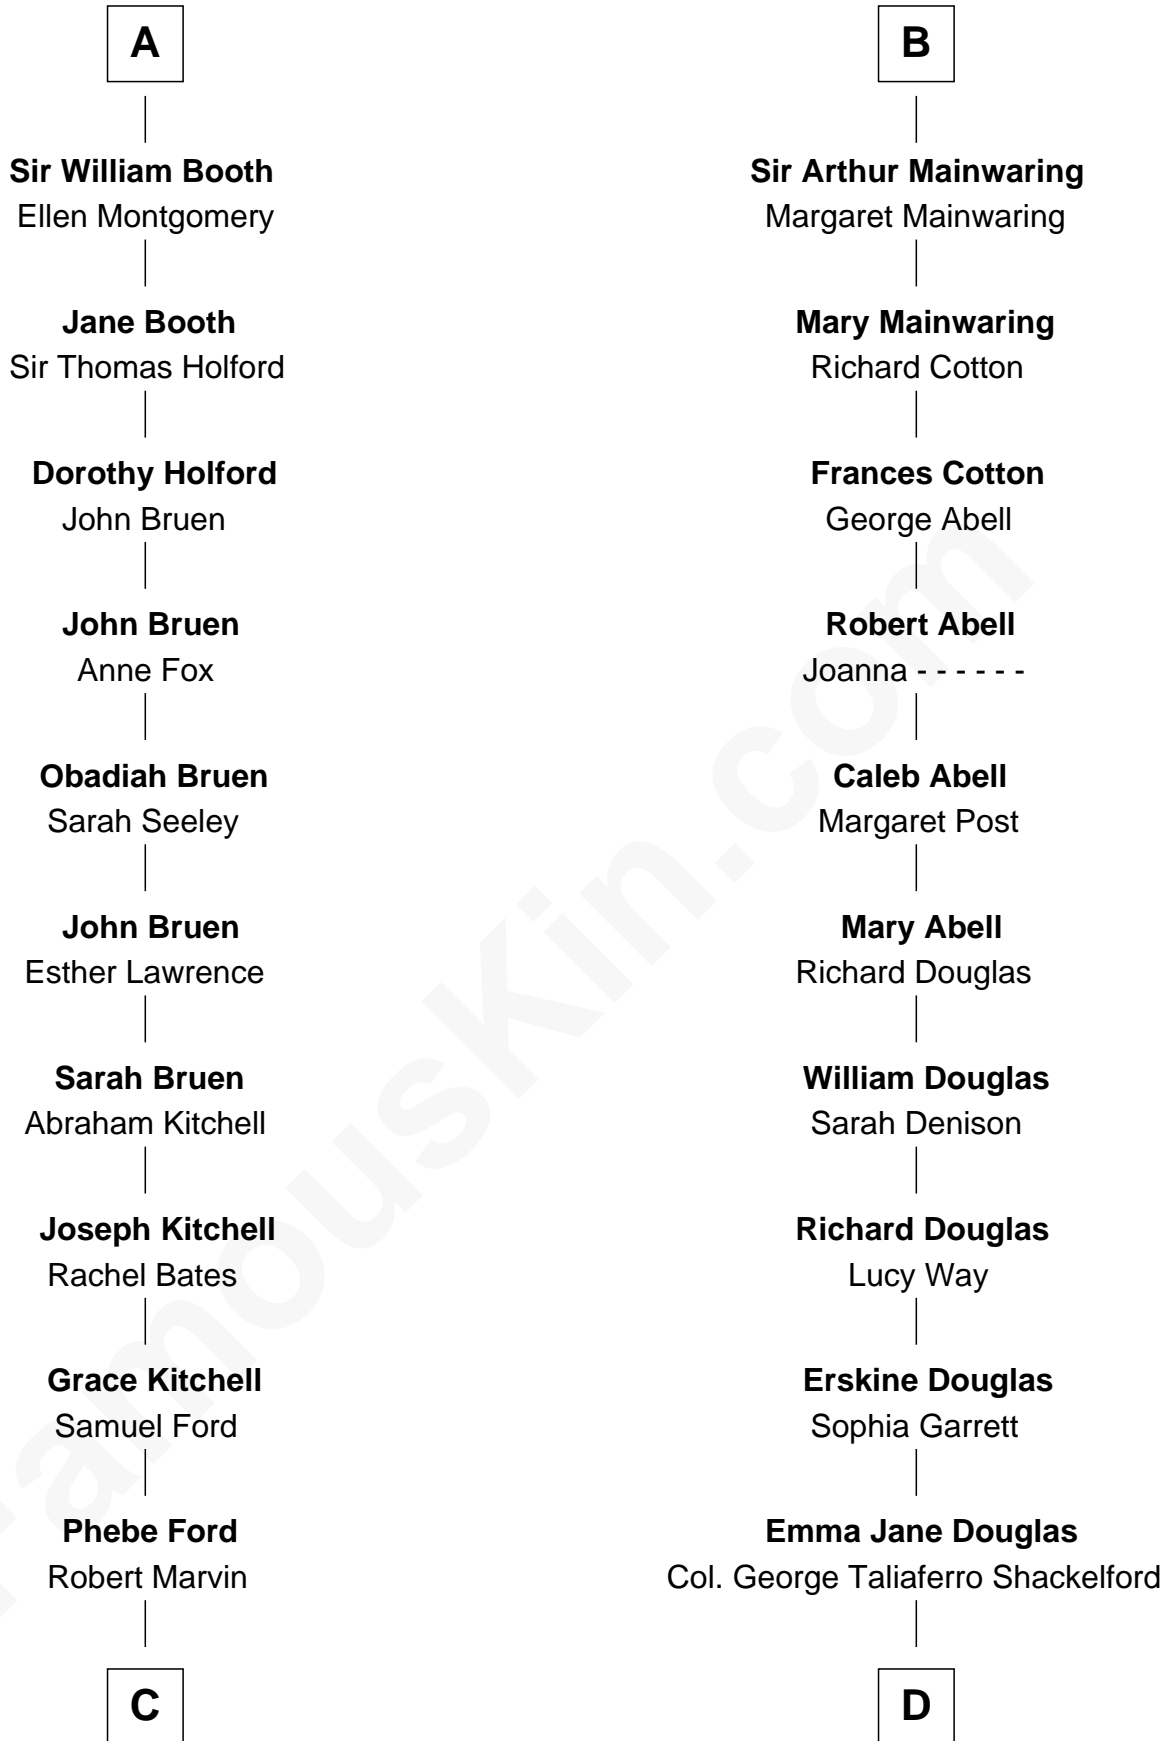 A
Sir William Booth
Ellen Montgomery
Jane Booth
Sir Thomas Holford
Dorothy Holford
John Bruen
John Bruen
Anne Fox
Obadiah Bruen
Sarah Seeley
John Bruen
Esther Lawrence
Sarah Bruen
Abraham Kitchell
Joseph Kitchell
Rachel Bates
Grace Kitchell
Samuel Ford
Phebe Ford
Robert Marvin
C
B
Sir Arthur Mainwaring
Margaret Mainwaring
Mary Mainwaring
Richard Cotton
Frances Cotton
George Abell
Robert Abell
Joanna - - - - - -
Caleb Abell
Margaret Post
Mary Abell
Richard Douglas
William Douglas
Sarah Denison
Richard Douglas
Lucy Way
Erskine Douglas
Sophia Garrett
Emma Jane Douglas
Col. George Taliaferro Shackelford
D
FamousKin.com